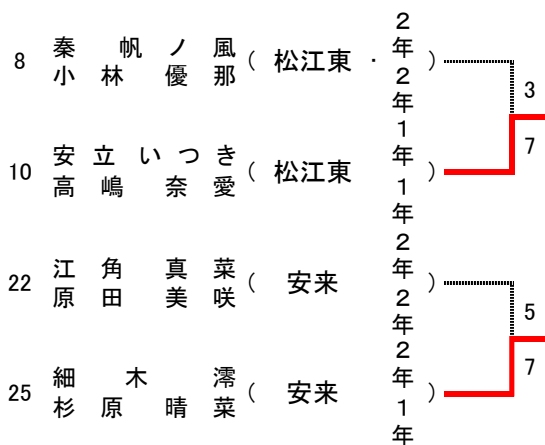 8 秦 帆ノ風 小林 優那 ( 松江東 ・ 2年 2年 )
3
10 安立 いつき 高嶋 奈愛 ( 松江東 1年 1年 )
7
22 江角 真菜 原田 美咲 ( 安来 2年 2年 )
5
25 細木 澪 杉原 晴菜 ( 安来 2年 1年 )
7